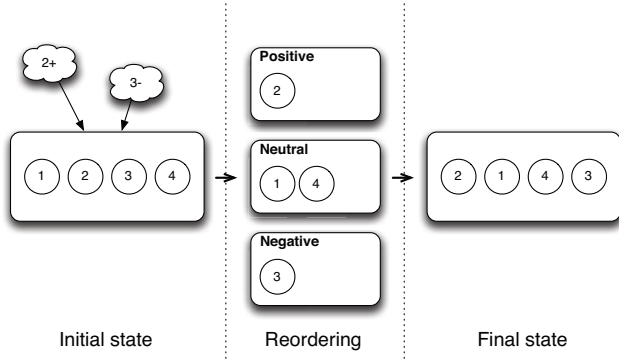 2+
3-
1 2 3 4
Initial state
Positive
2
Neutral
1 4
Negative
3
Reordering
2 1 4 3
Final state